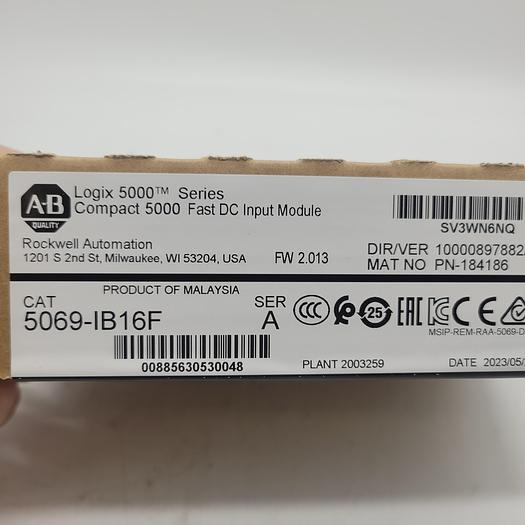 A-B
QUALITY
Logix 5000™ Series
Compact 5000 Fast DC Input Module
Rockwell Automation
1201 S 2nd St, Milwaukee, WI 53204, USA
FW 2.013
SV3WN6NQ
DIR/VER 10000897882
MAT NO PN-184186
PRODUCT OF MALAYSIA
CAT
5069-IB16F
SER
A
CCC
25
EAC
CE
MSIP-REM-RAA-5069-D
00885630530048
PLANT 2003259
DATE 2023/05/